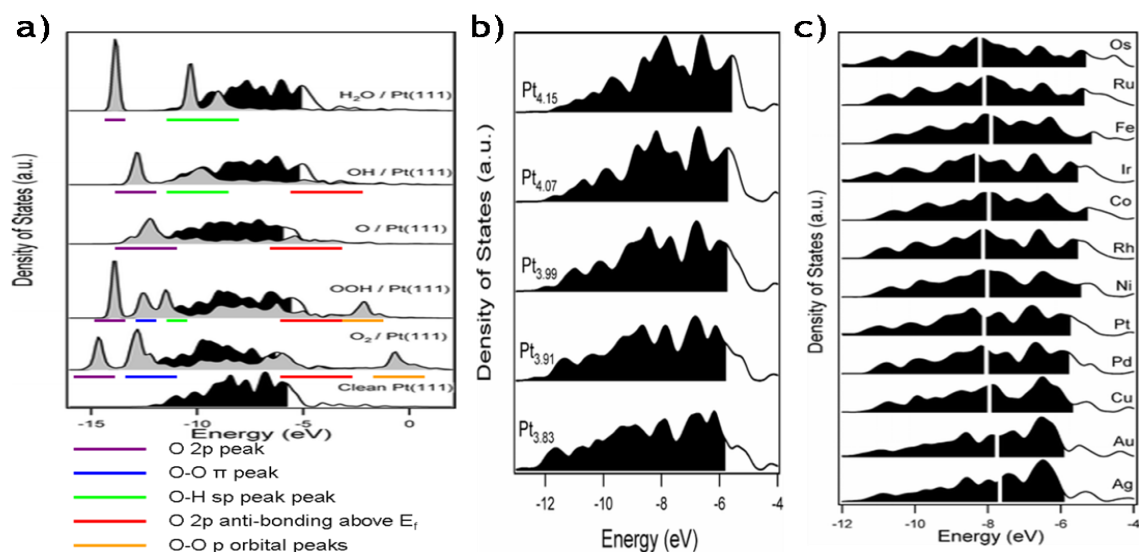 a)
Density of States (a.u.)
H2O / Pt(111)
OH / Pt(111)
O / Pt(111)
OOH / Pt(111)
O2 / Pt(111)
Clean Pt(111)
-15 -10 -5 0
Energy (eV)
O 2p peak
O-O π peak
O-H sp peak peak
O 2p anti-bonding above Ef
O-O p orbital peaks
b)
Density of States (a.u.)
Pt4.15
Pt4.07
Pt3.99
Pt3.91
Pt3.83
-12 -10 -8 -6 -4
Energy (eV)
c)
Density of States (a.u.)
Os
Ru
Fe
Ir
Co
Rh
Ni
Pt
Pd
Cu
Au
Ag
-12 -10 -8 -6 -4
Energy (eV)